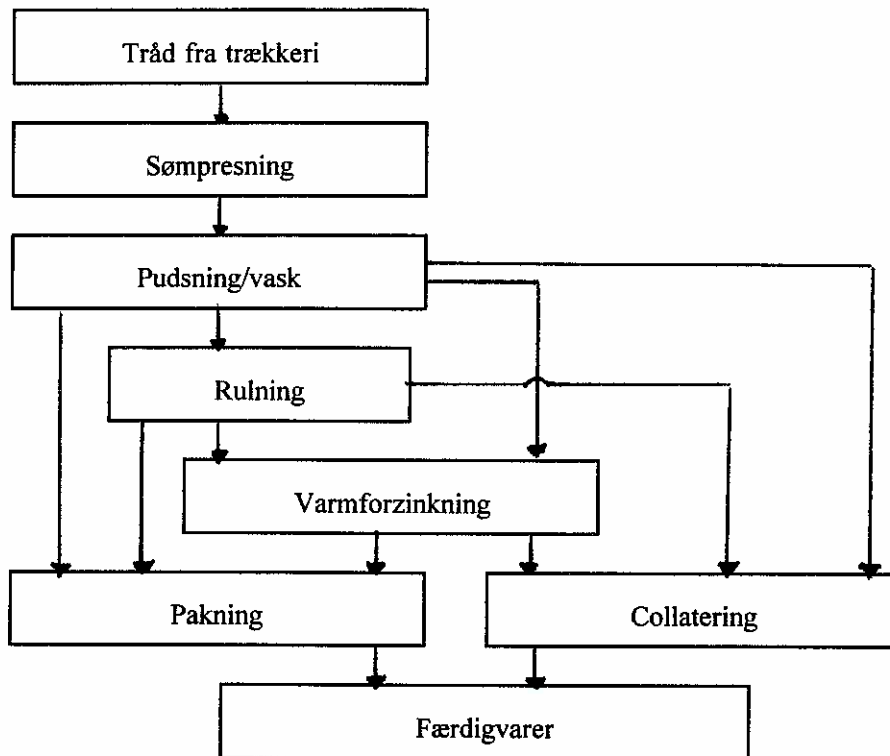 Tråd fra trækkeri
Sømpresning
Pudsning/vask
Rulning
Varmforzinkning
Pakning
Collatering
Færdigvarer